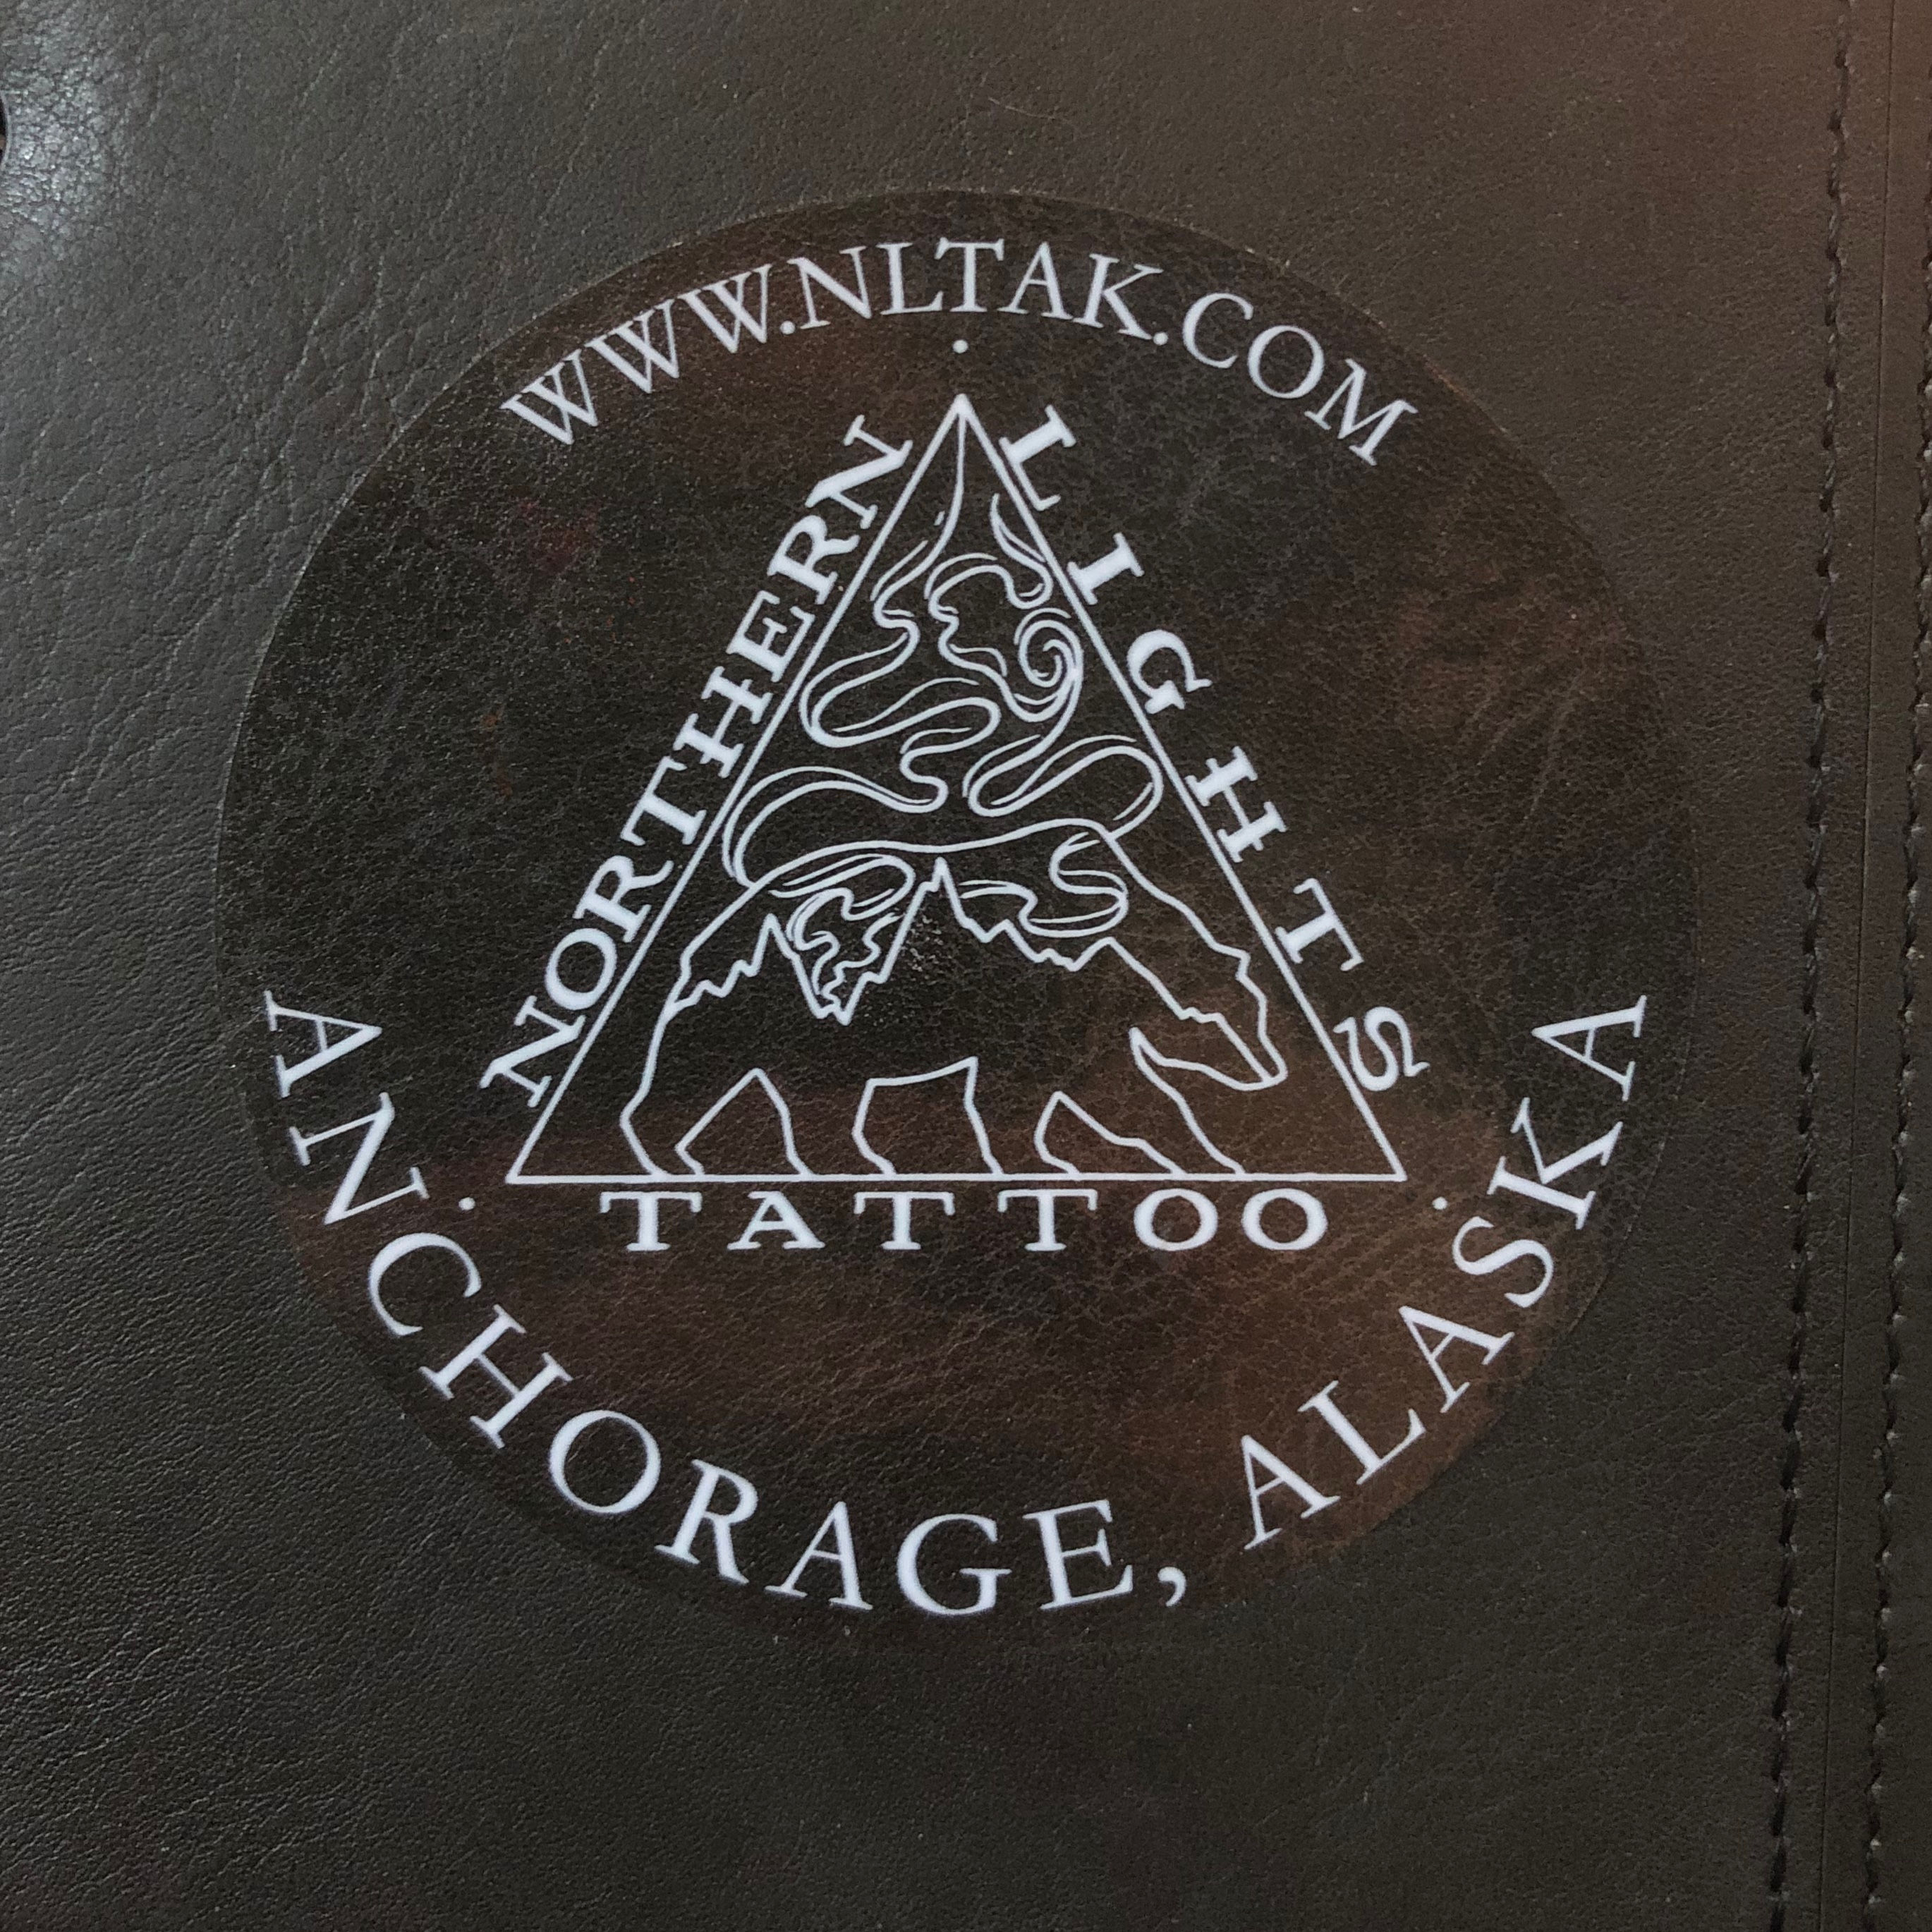 WWW.NLTAK.COM
NORTHERN
LIGHTS
TATTOO
ANCHORAGE, ALASKA